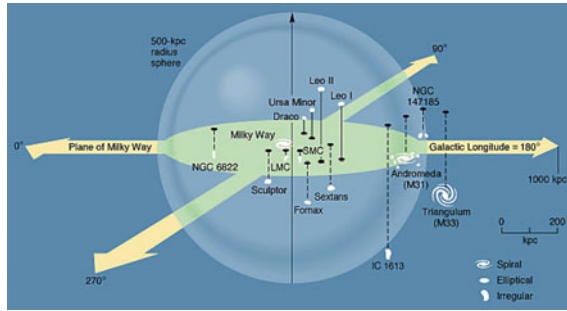 500-kpc
radius
sphere
90°
Leo II
Leo I
Ursa Minor
Draco
NGC
147185
0°
Plane of Milky Way
Milky Way
SMC
LMC
NGC 6822
Galactic Longitude = 180°
1000 kpc
Andromeda
(M31)
Sculptor
Sextans
Fornax
Triangulum
(M33)
IC 1613
270°
0
200
kpc
Spiral
Elliptical
Irregular